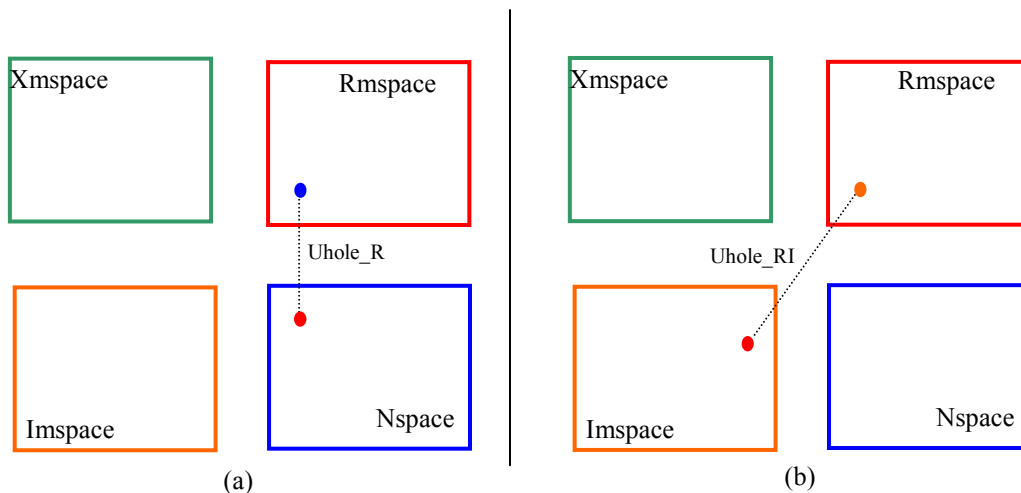 Xmspace
Rmspace
Uhole_R
Imspace
Nspace
(a)
Xmspace
Rmspace
Uhole_RI
Imspace
Nspace
(b)